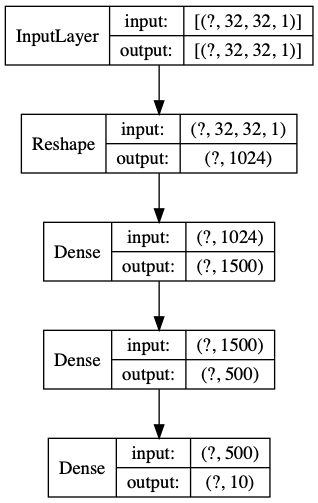 InputLayer
input: [(?, 32, 32, 1)]
output: [(?, 32, 32, 1)]
Reshape
input: (?, 32, 32, 1)
output: (?, 1024)
Dense
input: (?, 1024)
output: (?, 1500)
Dense
input: (?, 1500)
output: (?, 500)
Dense
input: (?, 500)
output: (?, 10)